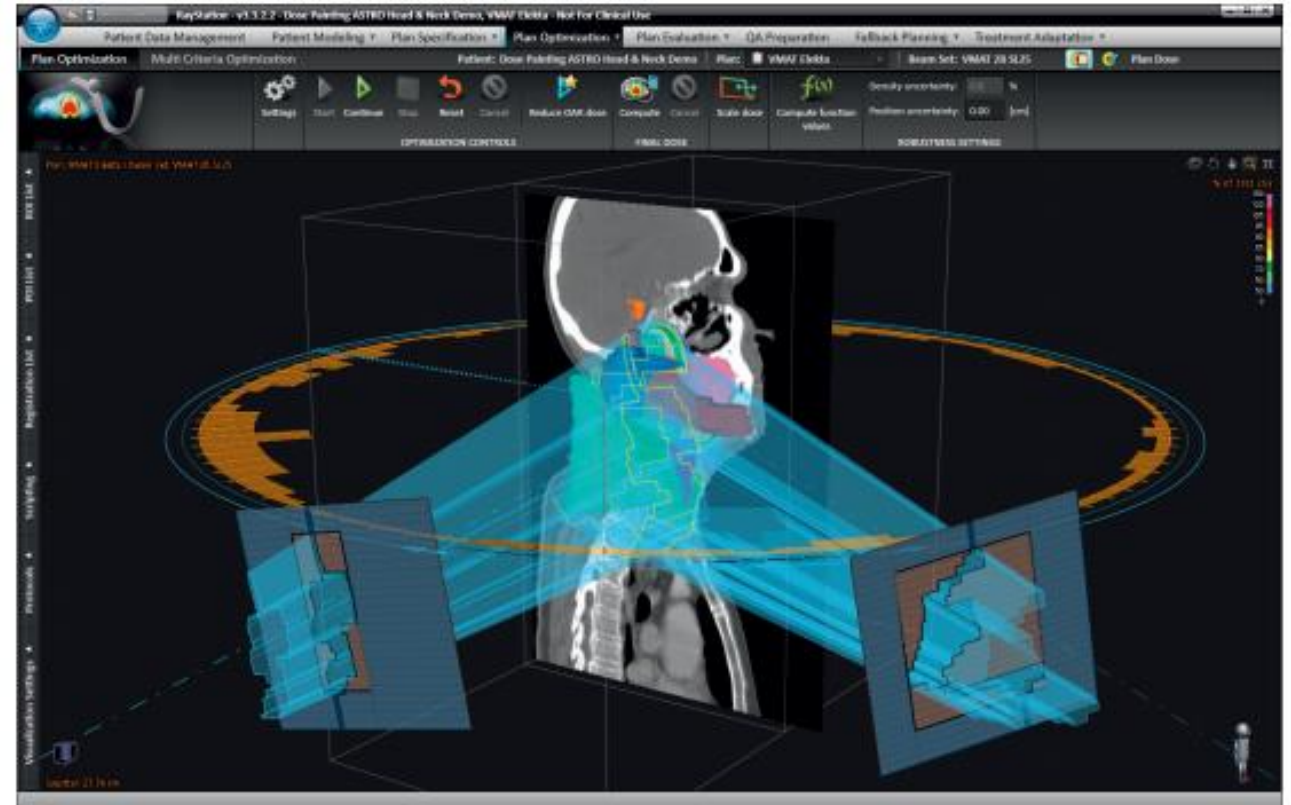 RayStation - v3.3.2.2 - Dose Painting ASTRO Head & Neck Demo, VMAT Elekta - Not For Clinical Use
Patient Data Management Patient Modeling Plan Specification Plan Optimization Plan Evaluation QA Preparation Fallback Planning Treatment Adaptation
Plan Optimization Multi Criteria Optimization Patient: Dose Painting ASTRO Head & Neck Demo Plan: VMAT Elekta Beam Set: VMAT 2B SL25 Plan Dose
Settings Start Continue Stop Reset Cancel Reduce OAR dose Compute Cancel Scale dose Compute function values
Density uncertainty: %
Position uncertainty: 0.00 [cm]
OPTIMIZATION CONTROLS FINAL DOSE ROBUSTNESS SETTINGS
ROI List
POI List
Registration List
Scripting
Protocols
Visualization Settings